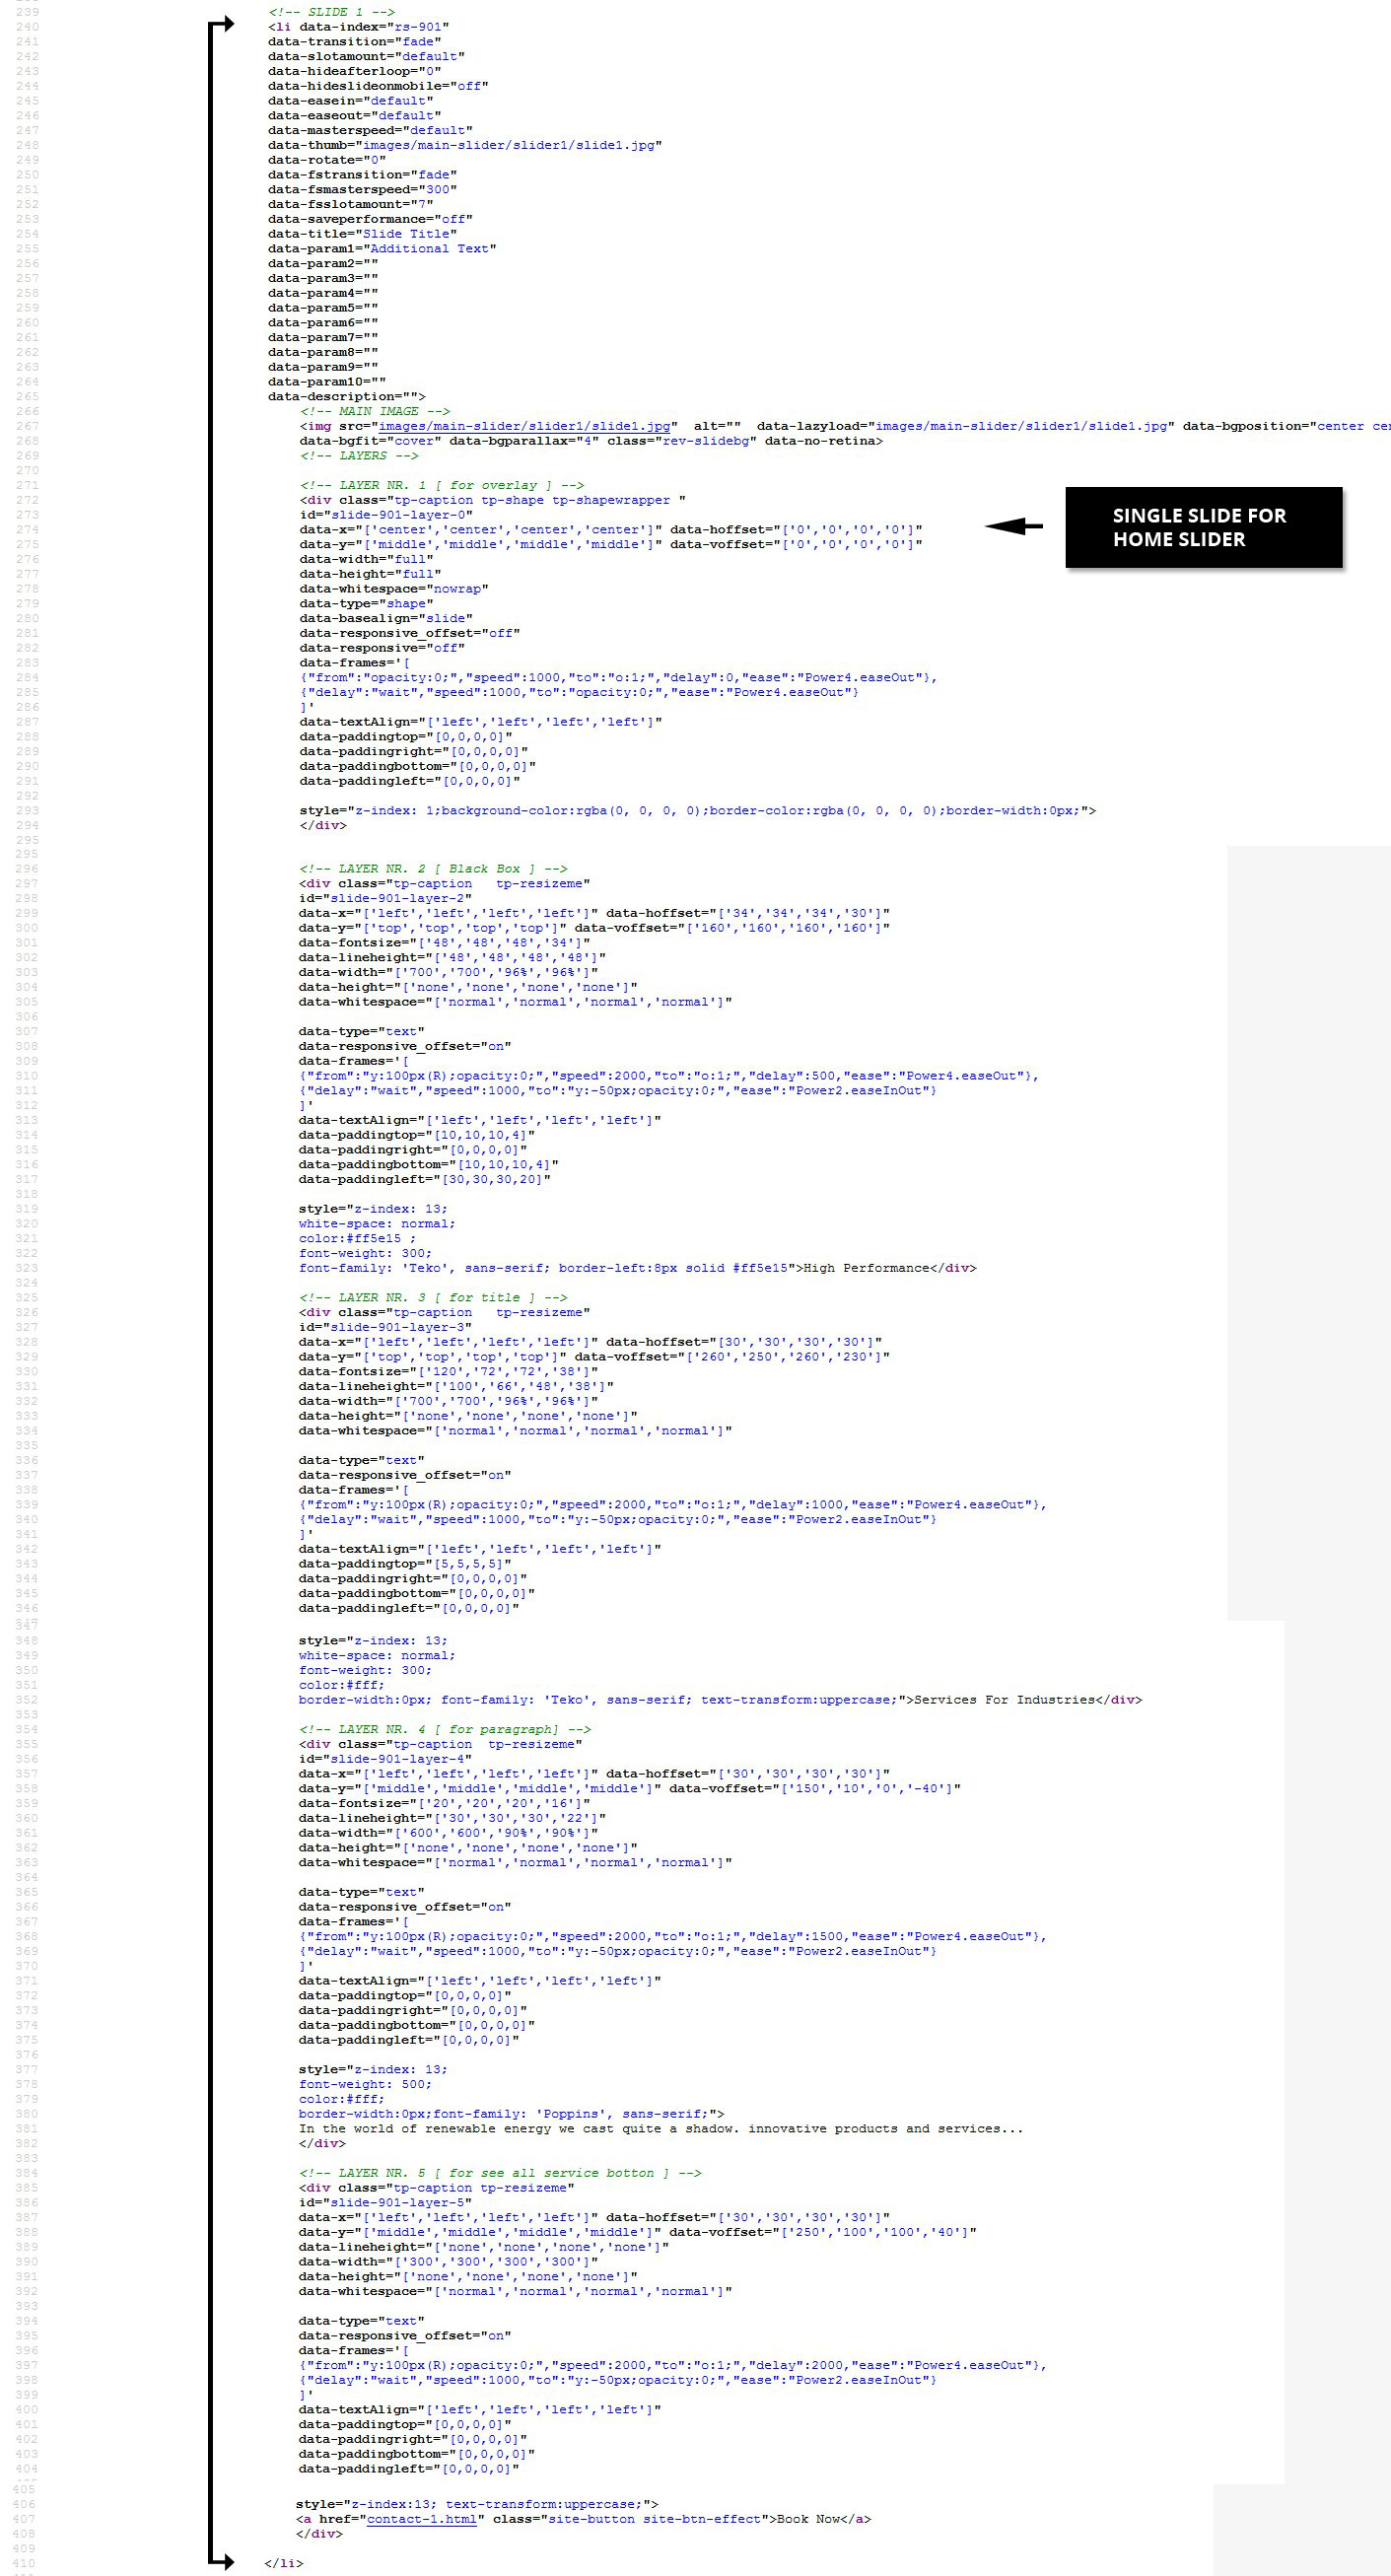 239 <!-- SLIDE 1 -->
240 <li data-index="rs-901"
241 data-transition="fade"
242 data-slotamount="default"
243 data-hideafterloop="0"
244 data-hideslideonmobile="off"
245 data-easein="default"
246 data-easeout="default"
247 data-masterspeed="default"
248 data-thumb="images/main-slider/slider1/slide1.jpg"
249 data-rotate="0"
250 data-fstransition="fade"
251 data-fsmasterspeed="300"
252 data-fsslotamount="7"
253 data-saveperformance="off"
254 data-title="Slide Title"
255 data-param1="Additional Text"
256 data-param2=""
257 data-param3=""
258 data-param4=""
259 data-param5=""
260 data-param6=""
261 data-param7=""
262 data-param8=""
263 data-param9=""
264 data-param10=""
265 data-description="">
266 <!-- MAIN IMAGE -->
267 <img src="images/main-slider/slider1/slide1.jpg" alt="" data-lazyload="images/main-slider/slider1/slide1.jpg" data-bgposition="center cer
268 data-bgfit="cover" data-bgparallax="4" class="rev-slidebg" data-no-retina>
269 <!-- LAYERS -->
270
271 <!-- LAYER NR. 1 [ for overlay ] -->
272 <div class="tp-caption tp-shape tp-shapewrapper "
273 id="slide-901-layer-0"
274 data-x="['center','center','center','center']" data-hoffset="['0','0','0','0']"
275 data-y="['middle','middle','middle','middle']" data-voffset="['0','0','0','0']"
SINGLE SLIDE FOR
HOME SLIDER
276 data-width="full"
277 data-height="full"
278 data-whitespace="nowrap"
279 data-type="shape"
280 data-basealign="slide"
281 data-responsive_offset="off"
282 data-responsive="off"
283 data-frames='[
284 {"from":"opacity:0;","speed":1000,"to":"o:1;","delay":0,"ease":"Power4.easeOut"},
285 {"delay":"wait","speed":1000,"to":"opacity:0;","ease":"Power4.easeOut"}
286 ]'
287 data-textAlign="['left','left','left','left']"
288 data-paddingtop="[0,0,0,0]"
289 data-paddingright="[0,0,0,0]"
290 data-paddingbottom="[0,0,0,0]"
291 data-paddingleft="[0,0,0,0]"
292
293 style="z-index: 1;background-color:rgba(0, 0, 0, 0);border-color:rgba(0, 0, 0, 0);border-width:0px;">
294 </div>
295
295
296 <!-- LAYER NR. 2 [ Black Box ] -->
297 <div class="tp-caption   tp-resizeme"
298 id="slide-901-layer-2"
299 data-x="['left','left','left','left']" data-hoffset="['34','34','34','30']"
300 data-y="['top','top','top','top']" data-voffset="['160','160','160','160']"
301 data-fontsize="['48','48','48','34']"
302 data-lineheight="['48','48','48','48']"
303 data-width="['700','700','96%','96%']"
304 data-height="['none','none','none','none']"
305 data-whitespace="['normal','normal','normal','normal']"
306
307 data-type="text"
308 data-responsive_offset="on"
309 data-frames='[
310 {"from":"y:100px(R);opacity:0;","speed":2000,"to":"o:1;","delay":500,"ease":"Power4.easeOut"},
311 {"delay":"wait","speed":1000,"to":"y:-50px;opacity:0;","ease":"Power2.easeInOut"}
312 ]'
313 data-textAlign="['left','left','left','left']"
314 data-paddingtop="[10,10,10,4]"
315 data-paddingright="[0,0,0,0]"
316 data-paddingbottom="[10,10,10,4]"
317 data-paddingleft="[30,30,30,20]"
318
319 style="z-index: 13;
320 white-space: normal;
321 color:#ff5e15 ;
322 font-weight: 300;
323 font-family: 'Teko', sans-serif; border-left:8px solid #ff5e15">High Performance</div>
324
325 <!-- LAYER NR. 3 [ for title ] -->
326 <div class="tp-caption   tp-resizeme"
327 id="slide-901-layer-3"
328 data-x="['left','left','left','left']" data-hoffset="[30','30','30','30']"
329 data-y="['top','top','top','top']" data-voffset="['260','250','260','230']"
330 data-fontsize="['120','72','72','38']"
331 data-lineheight="['100','66','48','38']"
332 data-width="['700','700','96%','96%']"
333 data-height="['none','none','none','none']"
334 data-whitespace="['normal','normal','normal','normal']"
335
336 data-type="text"
337 data-responsive_offset="on"
338 data-frames='[
339 {"from":"y:100px(R);opacity:0;","speed":2000,"to":"o:1;","delay":1000,"ease":"Power4.easeOut"},
340 {"delay":"wait","speed":1000,"to":"y:-50px;opacity:0;","ease":"Power2.easeInOut"}
341 ]'
342 data-textAlign="['left','left','left','left']"
343 data-paddingtop="[5,5,5,5]"
344 data-paddingright="[0,0,0,0]"
345 data-paddingbottom="[0,0,0,0]"
346 data-paddingleft="[0,0,0,0]"
347
348 style="z-index: 13;
349 white-space: normal;
350 font-weight: 300;
351 color:#fff;
352 border-width:0px; font-family: 'Teko', sans-serif; text-transform:uppercase;">Services For Industries</div>
353
354 <!-- LAYER NR. 4 [ for paragraph] -->
355 <div class="tp-caption  tp-resizeme"
356 id="slide-901-layer-4"
357 data-x="['left','left','left','left']" data-hoffset="['30','30','30','30']"
358 data-y="['middle','middle','middle','middle']" data-voffset="['150','10','0','-40']"
359 data-fontsize="['20','20','20','16']"
360 data-lineheight="['30','30','30','22']"
361 data-width="['600','600','90%','90%']"
362 data-height="['none','none','none','none']"
363 data-whitespace="['normal','normal','normal','normal']"
364
365 data-type="text"
366 data-responsive_offset="on"
367 data-frames='[
368 {"from":"y:100px(R);opacity:0;","speed":2000,"to":"o:1;","delay":1500,"ease":"Power4.easeOut"},
369 {"delay":"wait","speed":1000,"to":"y:-50px;opacity:0;","ease":"Power2.easeInOut"}
370 ]'
371 data-textAlign="['left','left','left','left']"
372 data-paddingtop="[0,0,0,0]"
373 data-paddingright="[0,0,0,0]"
374 data-paddingbottom="[0,0,0,0]"
375 data-paddingleft="[0,0,0,0]"
376
377 style="z-index: 13;
378 font-weight: 500;
379 color:#fff;
380 border-width:0px;font-family: 'Poppins', sans-serif;">
381 In the world of renewable energy we cast quite a shadow. innovative products and services...
382 </div>
383
384 <!-- LAYER NR. 5 [ for see all service botton ] -->
385 <div class="tp-caption tp-resizeme"
386 id="slide-901-layer-5"
387 data-x="['left','left','left','left']" data-hoffset="['30','30','30','30']"
388 data-y="['middle','middle','middle','middle']" data-voffset="['250','100','100','40']"
389 data-lineheight="['none','none','none','none']"
390 data-width="['300','300','300','300']"
391 data-height="['none','none','none','none']"
392 data-whitespace="['normal','normal','normal','normal']"
393
394 data-type="text"
395 data-responsive_offset="on"
396 data-frames='[
397 {"from":"y:100px(R);opacity:0;","speed":2000,"to":"o:1;","delay":2000,"ease":"Power4.easeOut"},
398 {"delay":"wait","speed":1000,"to":"y:-50px;opacity:0;","ease":"Power2.easeInOut"}
399 ]'
400 data-textAlign="['left','left','left','left']"
401 data-paddingtop="[0,0,0,0]"
402 data-paddingright="[0,0,0,0]"
403 data-paddingbottom="[0,0,0,0]"
404 data-paddingleft="[0,0,0,0]"
405
406 style="z-index:13; text-transform:uppercase;">
407 <a href="contact-1.html" class="site-button site-btn-effect">Book Now</a>
408 </div>
409
410 </li>